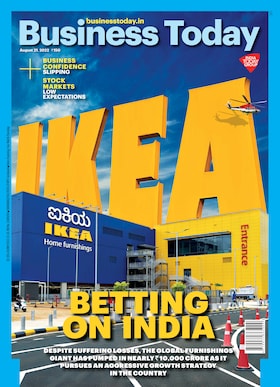 businesstoday.in
Business Today
August 21, 2022 ₹150
BUSINESS
CONFIDENCE
SLIPPING
STOCK
MARKETS
LOW
EXPECTATIONS
IKEA
ಐಕಿಯ
IKEA
Home furnishings
Entrance
BETTING
ON INDIA
DESPITE SUFFERING LOSSES, THE GLOBAL FURNISHINGS
GIANT HAS PUMPED IN NEARLY ₹10,000 CRORE AS IT
PURSUES AN AGGRESSIVE GROWTH STRATEGY
IN THE COUNTRY